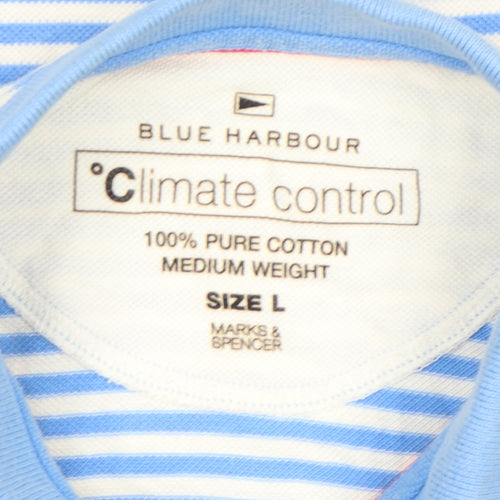 BLUE HARBOUR
°Climate control
100% PURE COTTON
MEDIUM WEIGHT
SIZE L
MARKS &
SPENCER